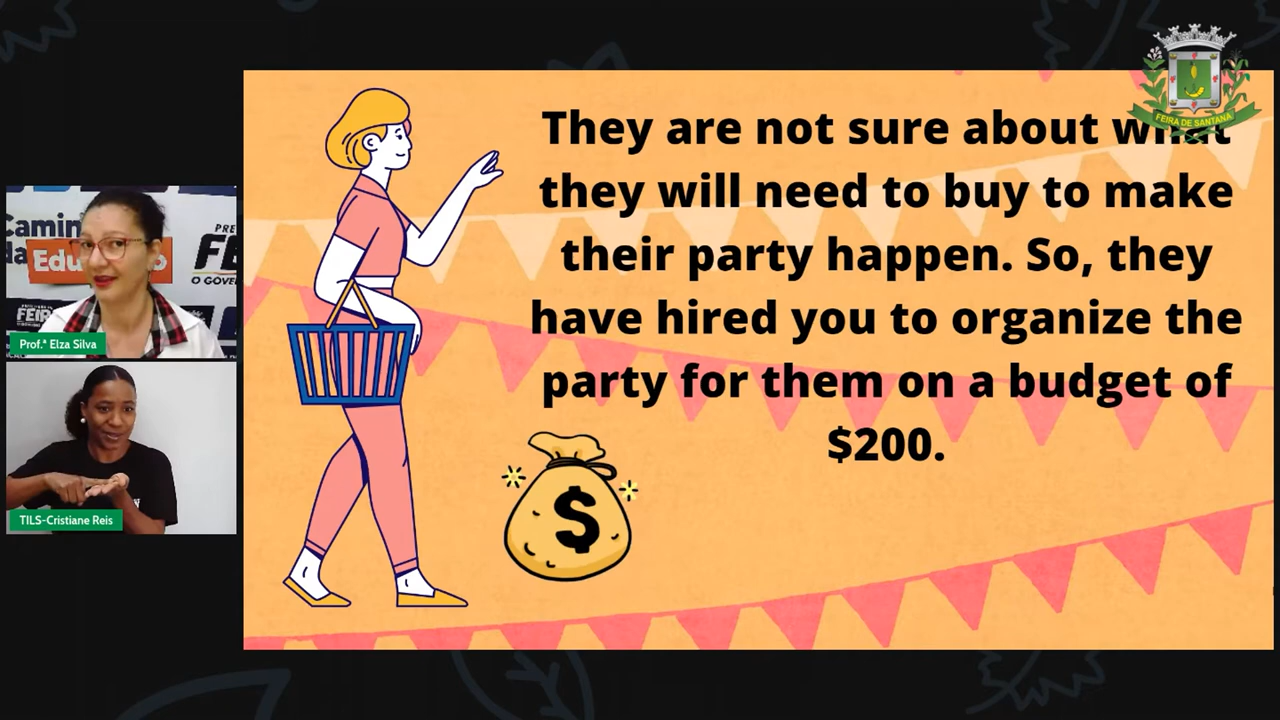 FEIRA DE SANTANA
They are not sure about what
they will need to buy to make
their party happen. So, they
have hired you to organize the
party for them on a budget of
$200.
$
Prof.ª Elza Silva
TILS-Cristiane Reis